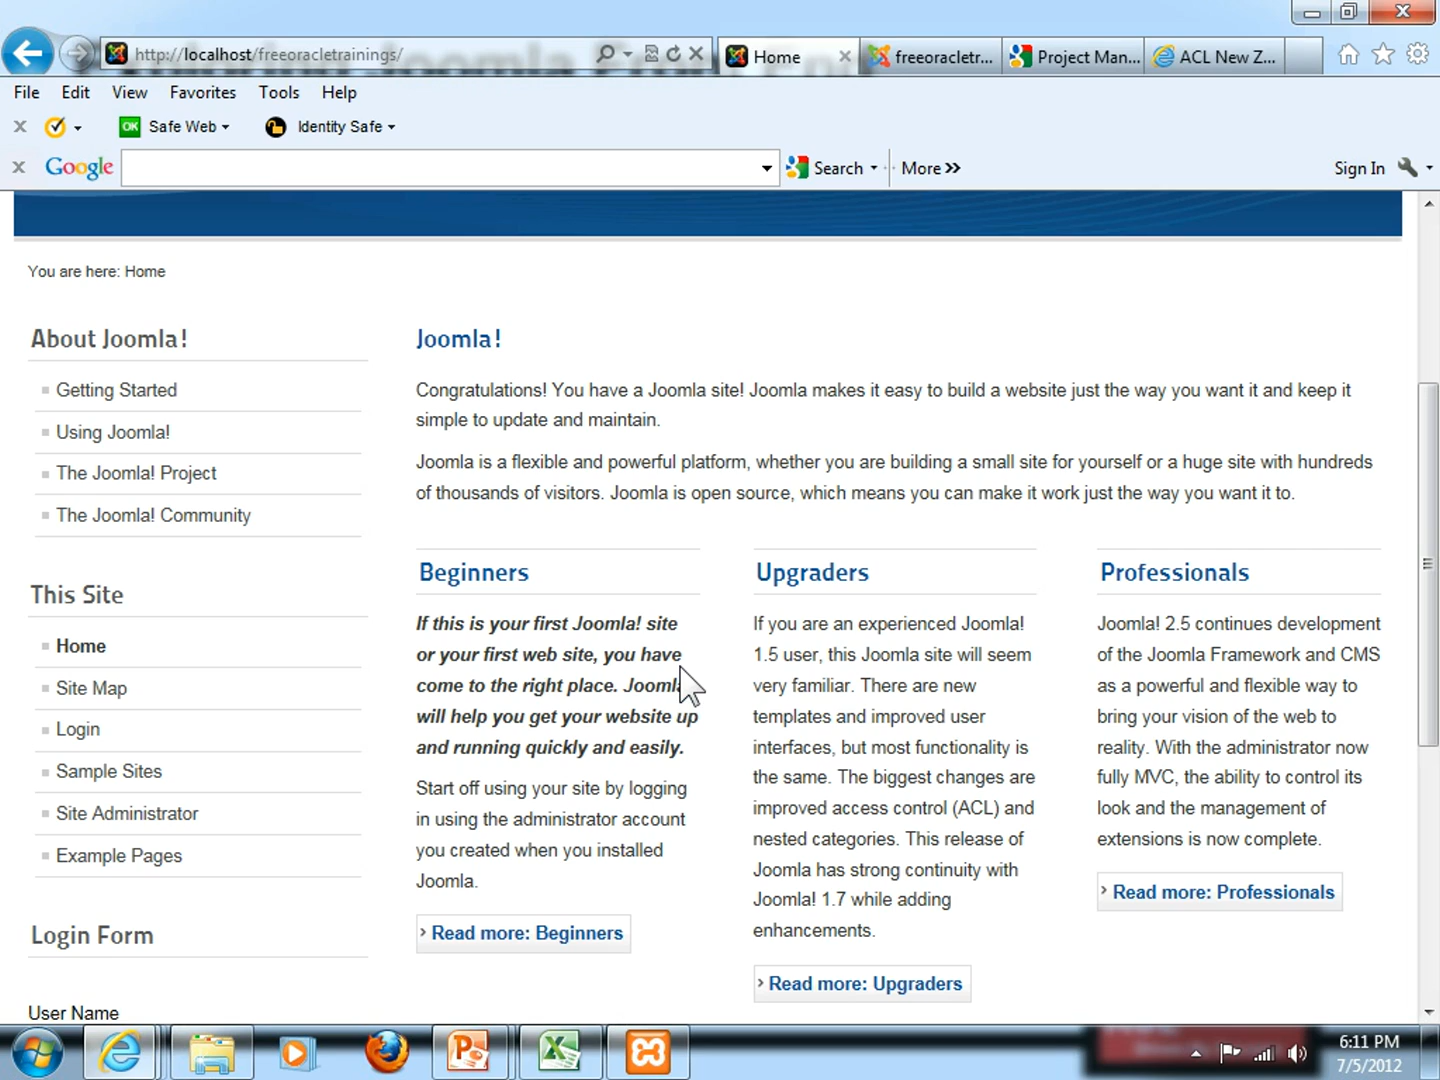 http://localhost/freeoracletrainings/
Home
freeoracletr...
Project Man...
ACL New Z...
File Edit View Favorites Tools Help
OK Safe Web Identity Safe
Google Search More Sign In
You are here: Home
About Joomla!
Getting Started
Using Joomla!
The Joomla! Project
The Joomla! Community
This Site
Home
Site Map
Login
Sample Sites
Site Administrator
Example Pages
Login Form
User Name
Joomla!
Congratulations! You have a Joomla site! Joomla makes it easy to build a website just the way you want it and keep it
simple to update and maintain.
Joomla is a flexible and powerful platform, whether you are building a small site for yourself or a huge site with hundreds
of thousands of visitors. Joomla is open source, which means you can make it work just the way you want it to.
Beginners
If this is your first Joomla! site
or your first web site, you have
come to the right place. Joomla
will help you get your website up
and running quickly and easily.
Start off using your site by logging
in using the administrator account
you created when you installed
Joomla.
Read more: Beginners
Upgraders
If you are an experienced Joomla!
1.5 user, this Joomla site will seem
very familiar. There are new
templates and improved user
interfaces, but most functionality is
the same. The biggest changes are
improved access control (ACL) and
nested categories. This release of
Joomla has strong continuity with
Joomla! 1.7 while adding
enhancements.
Read more: Upgraders
Professionals
Joomla! 2.5 continues development
of the Joomla Framework and CMS
as a powerful and flexible way to
bring your vision of the web to
reality. With the administrator now
fully MVC, the ability to control its
look and the management of
extensions is now complete.
Read more: Professionals
6:11 PM
7/5/2012